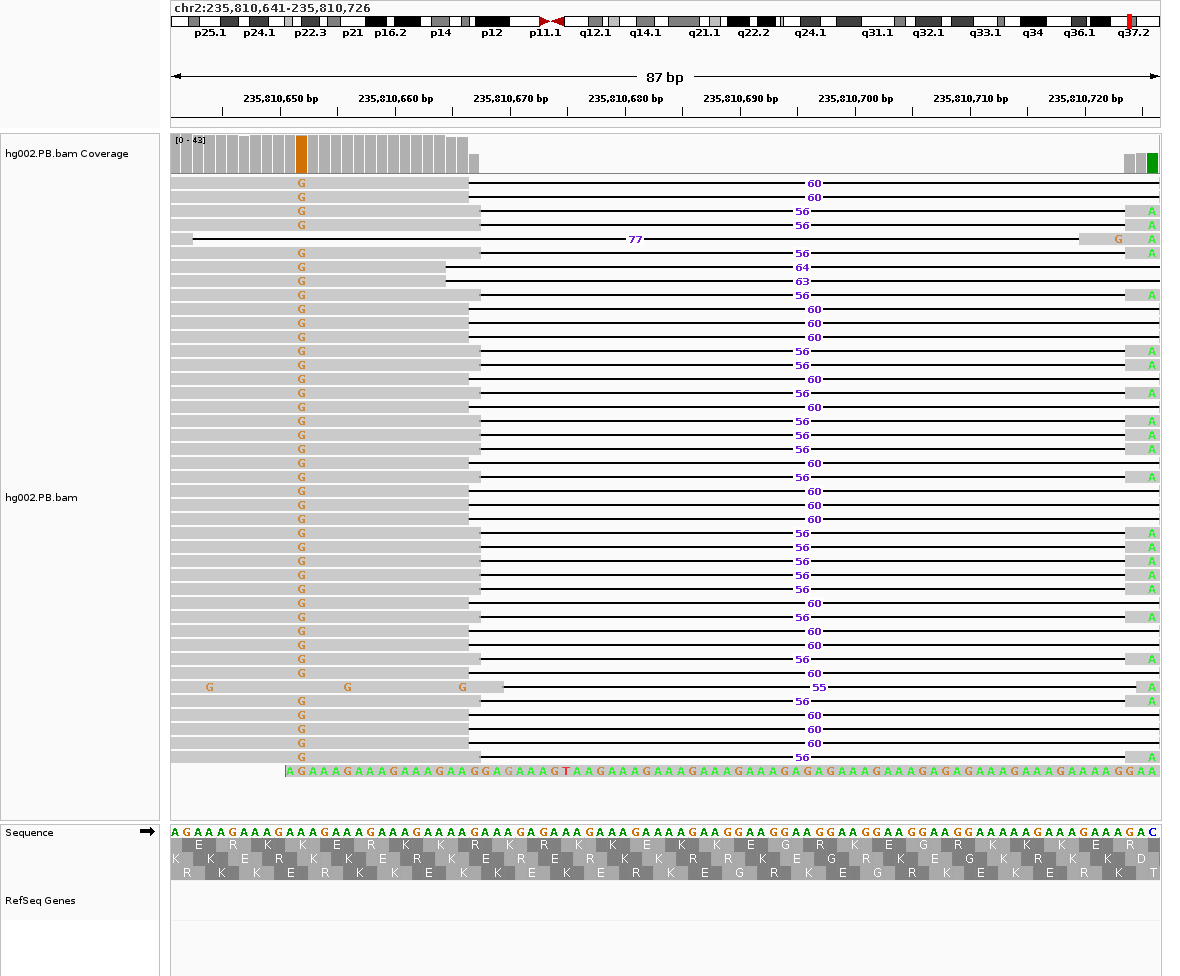 chr2:235,810,641-235,810,726
p25.1 p24.1 p22.3 p21 p16.2 p14 p12 p11.1 q12.1 q14.1 q21.1 q22.2 q24.1 q31.1 q32.1 q33.1 q34 q36.1 q37.2
87 bp
235,810,650 bp 235,810,660 bp 235,810,670 bp 235,810,680 bp 235,810,690 bp 235,810,700 bp 235,810,710 bp 235,810,720 bp
hg002.PB.bam Coverage
[0 - 43]
G 60
G 60
G 56 A
G 56 A
77 G A
G 56 A
G 64
G 63
G 56 A
G 60
G 60
G 60
G 56 A
G 56 A
G 60
G 56 A
G 60
G 56 A
G 56 A
G 56 A
G 60
G 56 A
G 60
hg002.PB.bam
G 60
G 60
G 56 A
G 56 A
G 56 A
G 56 A
G 56 A
G 60
G 56 A
G 60
G 60
G 56 A
G 60
G G G 55 A
G 56 A
G 60
G 60
G 60
G 56 A
AGAAAGAAAGAAAGAAGGAGAAAGTAAGAAAGAAAGAAAGAAAGAGAGAAAGAAAGAGAGAAAGAAAGAAAAGGAA
Sequence
AGAAAGAAAGAAAGAAAGAAAGAAAAGAAAGAGAAAGAAAGAAAAGAAGGAAGGAAGGAAGGAAGGAAAAAGAAAGAAAGAC
E R K K E R K K R K R K K E K K E G R K E G R K K K E R K
K K E R K K E R K E R E R K K R R K E G R K E G K R K K D
R K K E R K K E K K E K E R K E G R K E G R K E K E R K T
RefSeq Genes